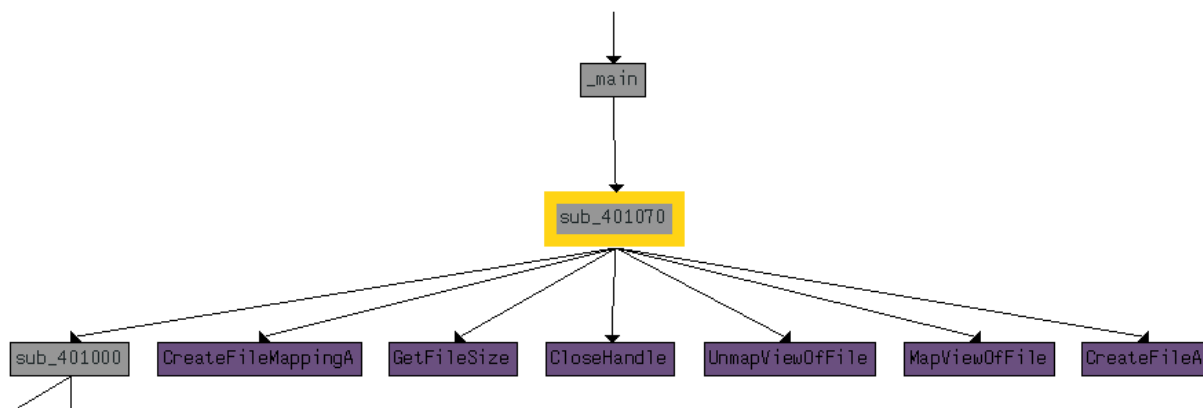 _main
sub_401070
sub_401000
CreateFileMappingA
GetFileSize
CloseHandle
UnmapViewOfFile
MapViewOfFile
CreateFileA